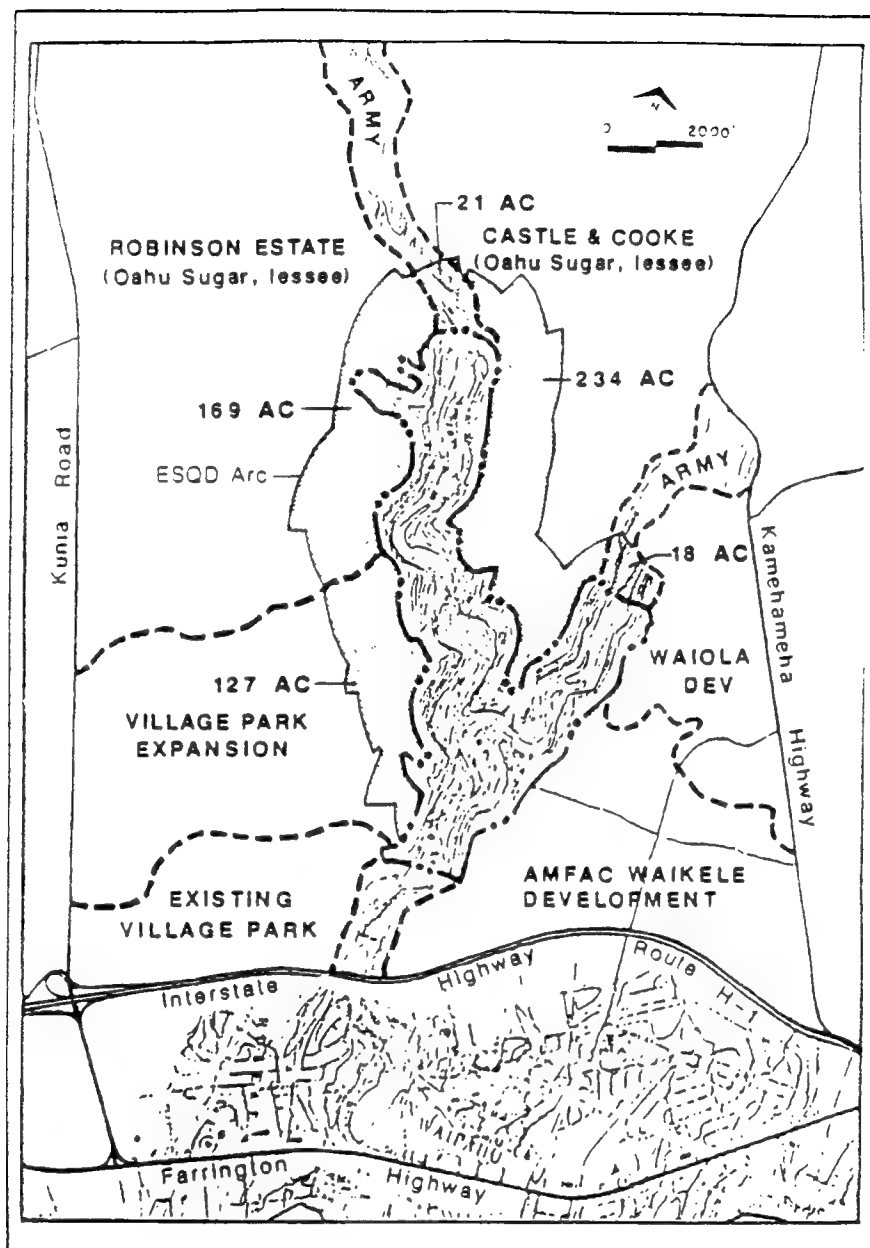 ARMY
N
2000'
21 AC
ROBINSON ESTATE
(Oahu Sugar, lessee)
CASTLE & COOKE
(Oahu Sugar, lessee)
234 AC
169 AC
ESQD Arc
ARMY
Kunia Road
18 AC
Kamehameha Highway
WAIOLA
DEV
127 AC
VILLAGE PARK
EXPANSION
EXISTING
VILLAGE PARK
AMFAC WAIKELE
DEVELOPMENT
Interstate Highway Route H-1
WAIPAHU
Farrington Highway